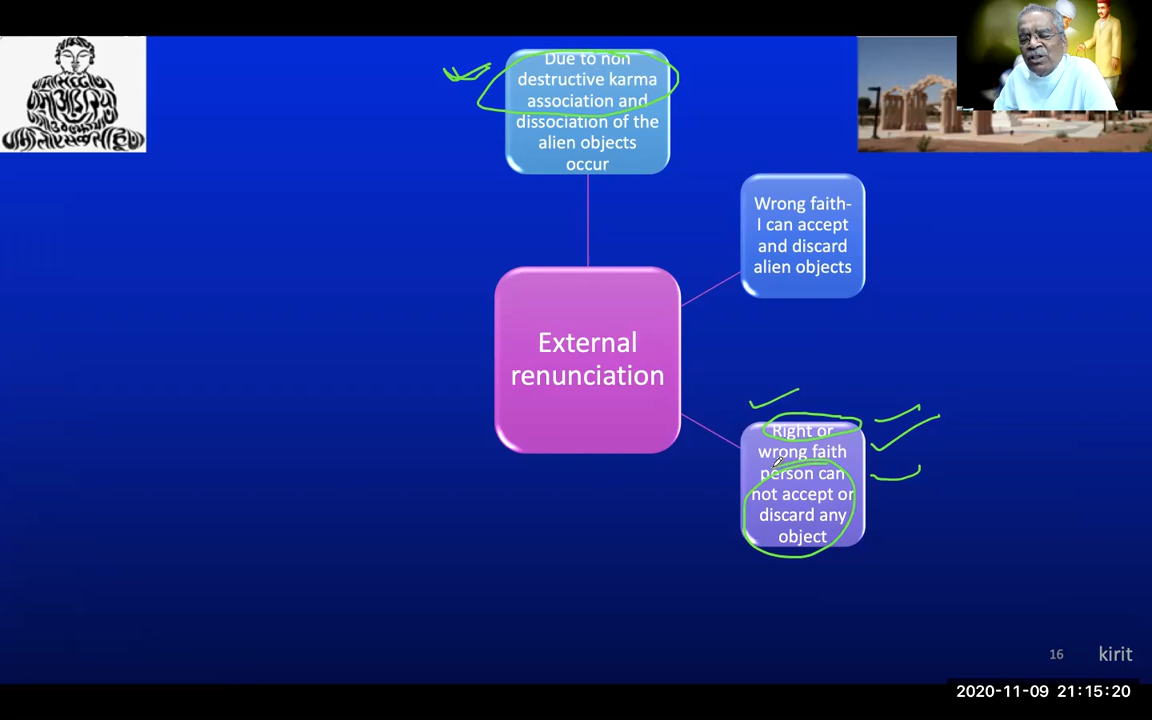 Due to non
destructive karma
association and
dissociation of the
alien objects
occur
Wrong faith-
I can accept
and discard
alien objects
External
renunciation
Right or
wrong faith
person can
not accept or
discard any
object
16
kirit
2020-11-09 21:15:20